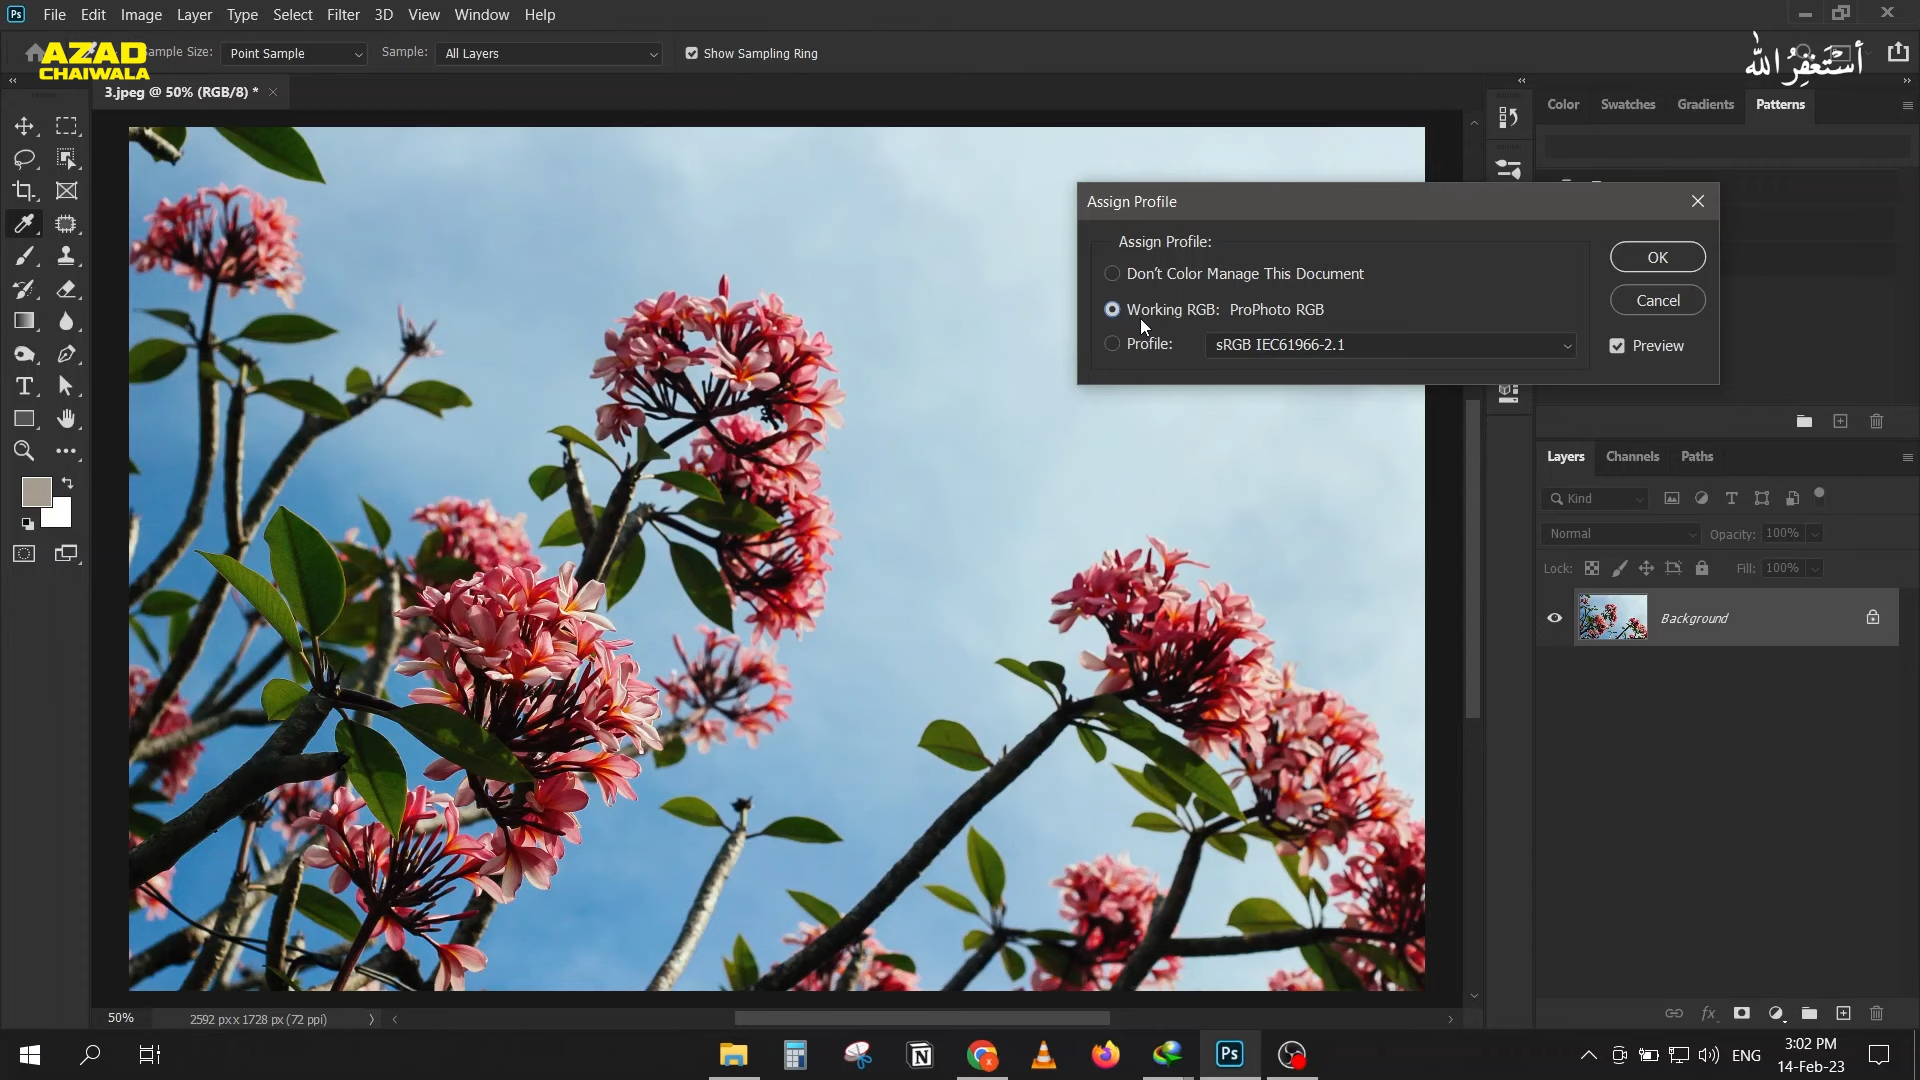 Ps File Edit Image Layer Type Select Filter 3D View Window Help
AZAD
CHAIWALA
ample Size: Point Sample Sample: All Layers Show Sampling Ring
أستغفر الله
3.jpeg @ 50% (RGB/8) *
Color Swatches Gradients Patterns
Assign Profile
Assign Profile:
Don't Color Manage This Document
Working RGB: ProPhoto RGB
Profile: sRGB IEC61966-2.1
OK
Cancel
Preview
Layers Channels Paths
Kind
Normal Opacity: 100%
Lock: Fill: 100%
Background
50% 2592 px x 1728 px (72 ppi)
Ps
ENG
3:02 PM
14-Feb-23